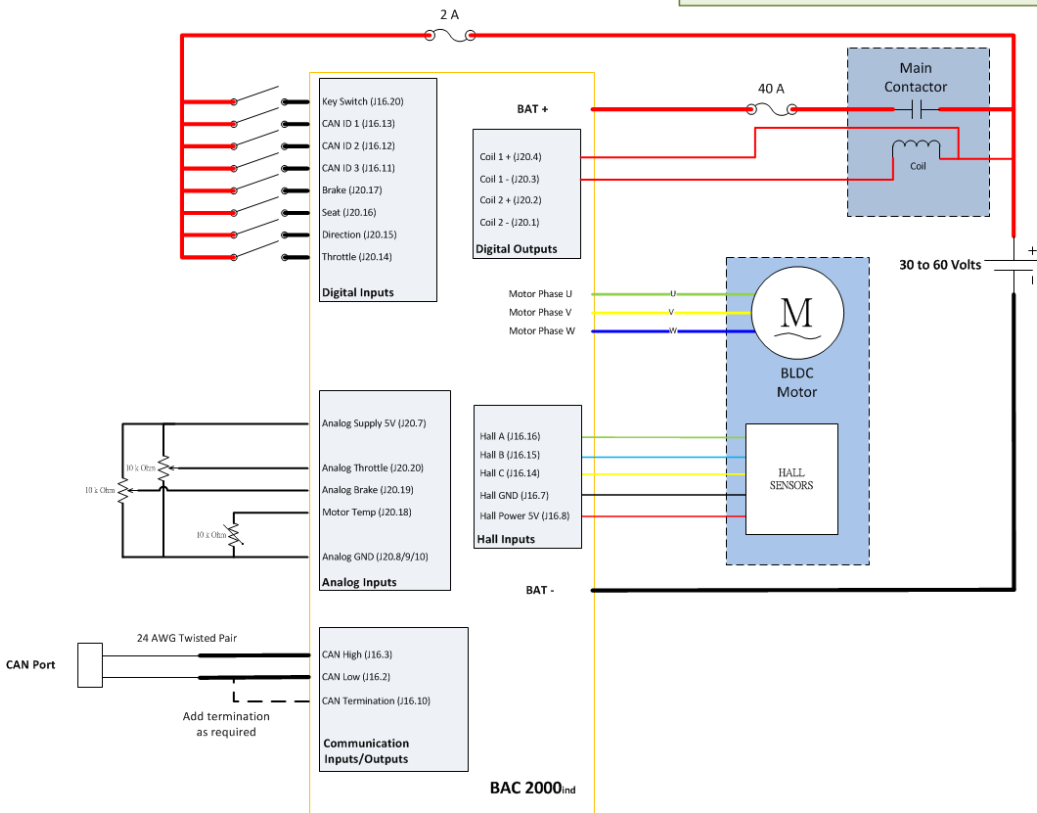 2 A
Key Switch (J16.20)
CAN ID 1 (J16.13)
CAN ID 2 (J16.12)
CAN ID 3 (J16.11)
Brake (J20.17)
Seat (J20.16)
Direction (J20.15)
Throttle (J20.14)
Digital Inputs
BAT +
40 A
Main
Contactor
Coil
Coil 1 + (J20.4)
Coil 1 - (J20.3)
Coil 2 + (J20.2)
Coil 2 - (J20.1)
Digital Outputs
30 to 60 Volts
+
–
Motor Phase U
Motor Phase V
Motor Phase W
U
V
W
M
BLDC
Motor
Analog Supply 5V (J20.7)
Analog Throttle (J20.20)
Analog Brake (J20.19)
Motor Temp (J20.18)
Analog GND (J20.8/9/10)
Analog Inputs
10 k Ohm
10 k Ohm
10 k Ohm
Hall A (J16.16)
Hall B (J16.15)
Hall C (J16.14)
Hall GND (J16.7)
Hall Power 5V (J16.8)
Hall Inputs
HALL
SENSORS
BAT -
CAN Port
24 AWG Twisted Pair
CAN High (J16.3)
CAN Low (J16.2)
CAN Termination (J16.10)
Add termination
as required
Communication
Inputs/Outputs
BAC 2000ind